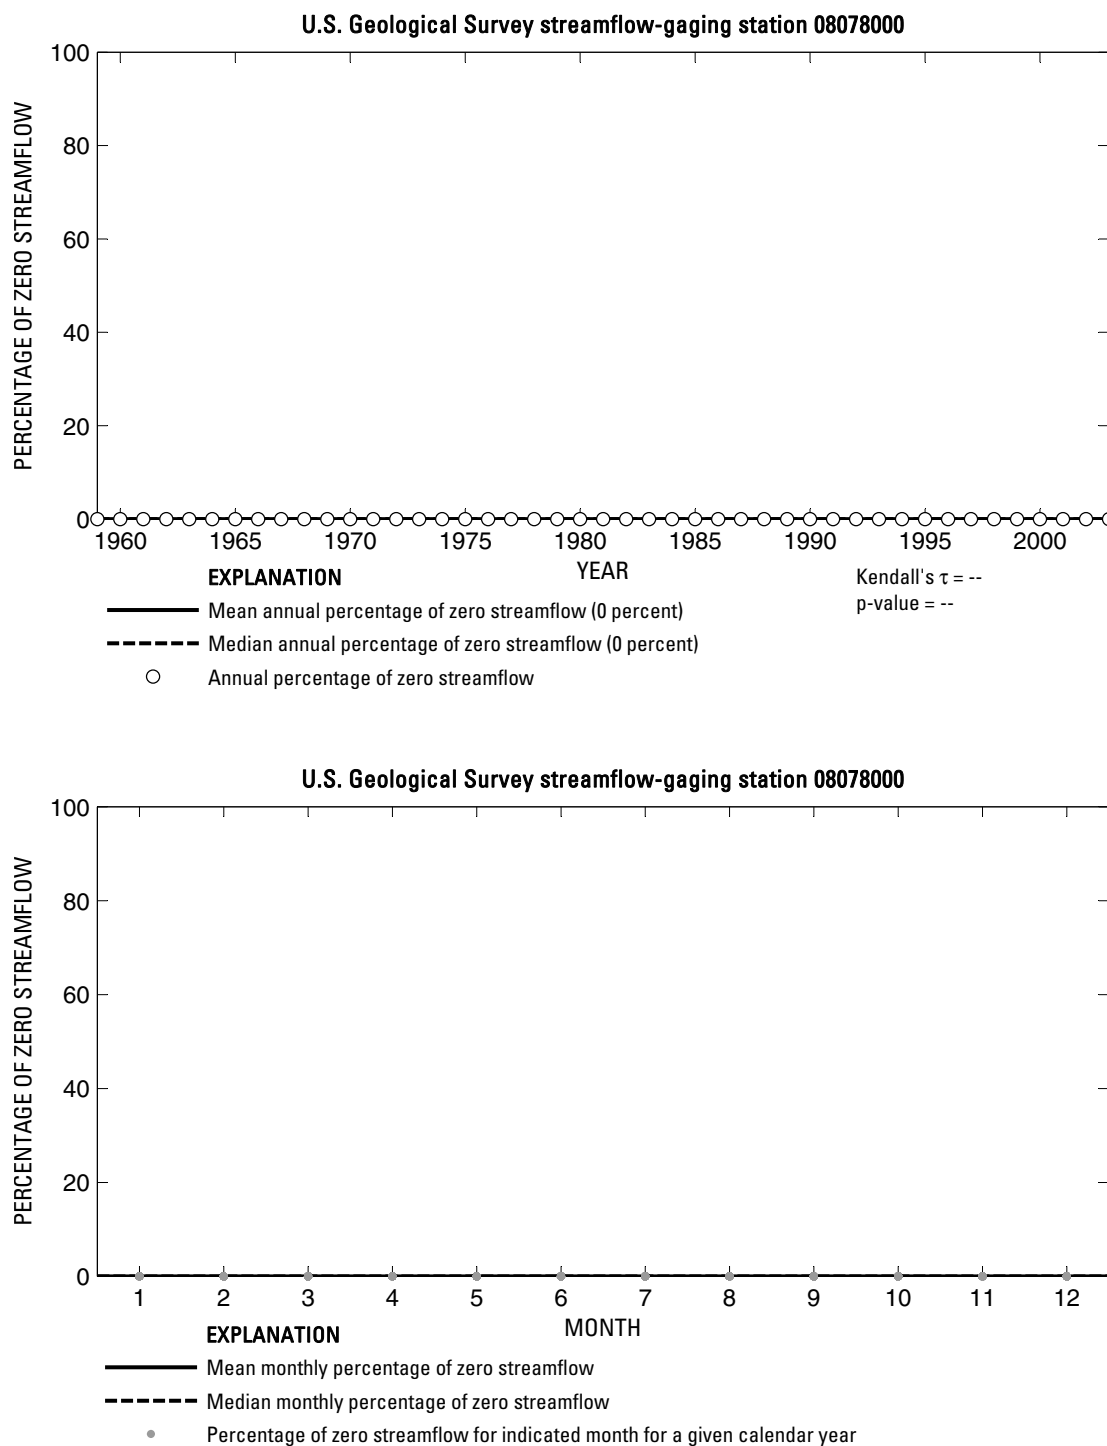 U.S. Geological Survey streamflow-gaging station 08078000
100
80
60
40
20
0
PERCENTAGE OF ZERO STREAMFLOW
1960 1965 1970 1975 1980 1985 1990 1995 2000
YEAR
EXPLANATION
Mean annual percentage of zero streamflow (0 percent)
Median annual percentage of zero streamflow (0 percent)
Annual percentage of zero streamflow
Kendall's τ = --
p-value = --
U.S. Geological Survey streamflow-gaging station 08078000
100
80
60
40
20
0
PERCENTAGE OF ZERO STREAMFLOW
1 2 3 4 5 6 7 8 9 10 11 12
MONTH
EXPLANATION
Mean monthly percentage of zero streamflow
Median monthly percentage of zero streamflow
Percentage of zero streamflow for indicated month for a given calendar year